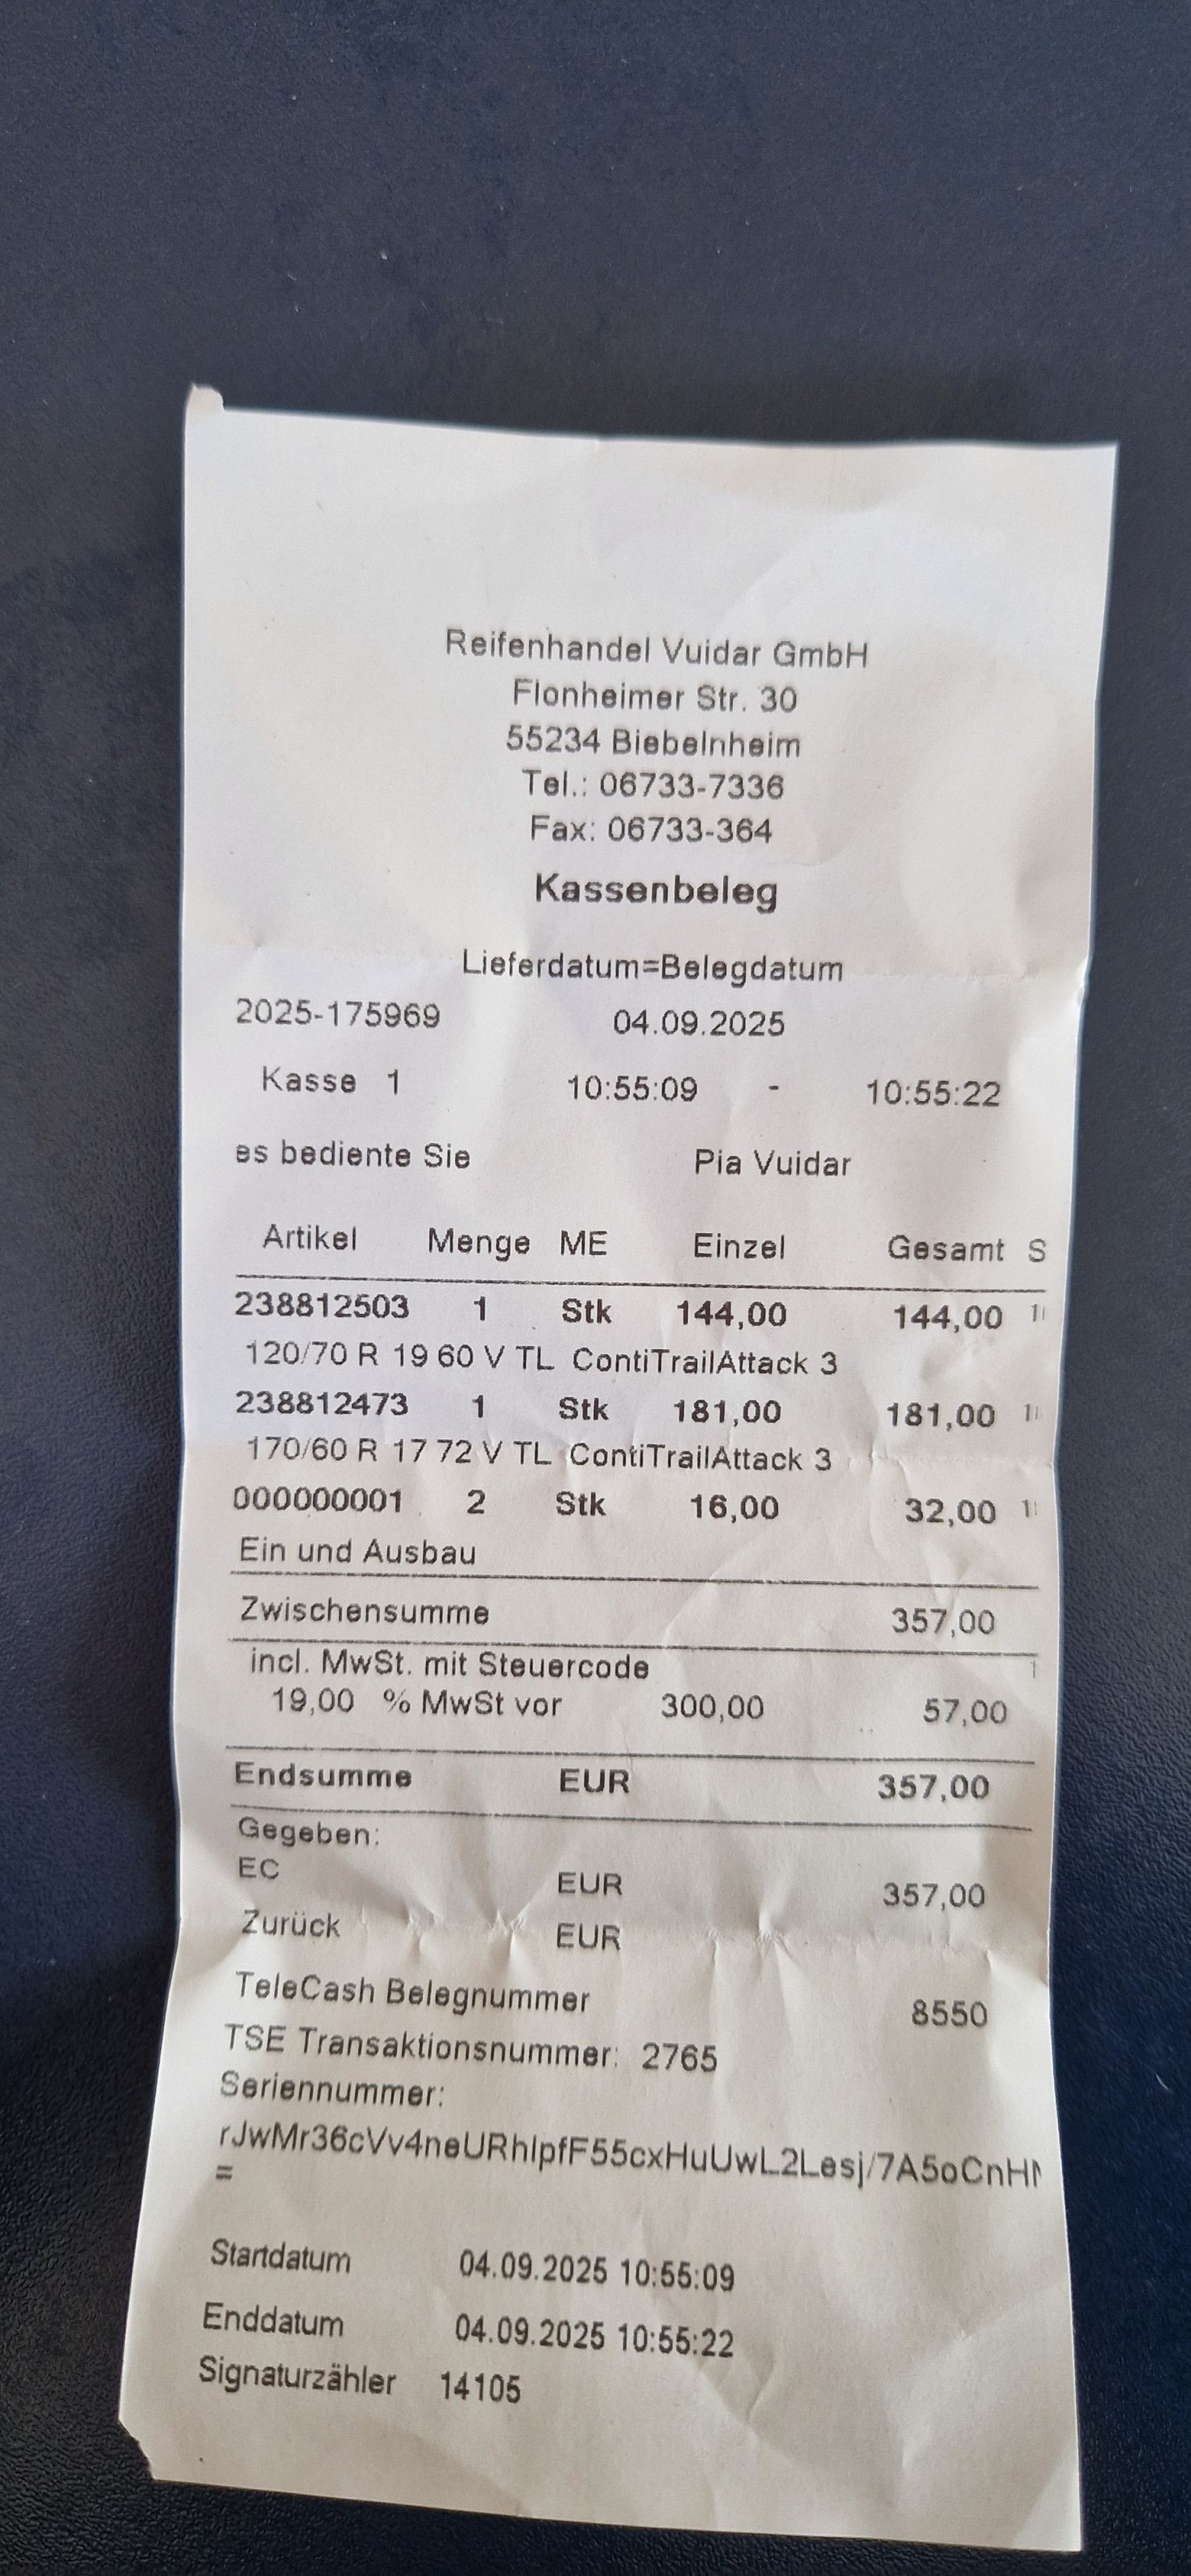 Reifenhandel Vuidar GmbH
Flonheimer Str. 30
55234 Biebelnheim
Tel.: 06733-7336
Fax: 06733-364
Kassenbeleg
Lieferdatum=Belegdatum
2025-175969 04.09.2025
Kasse 1 10:55:09 - 10:55:22
es bediente Sie Pia Vuidar
Artikel Menge ME Einzel Gesamt S
238812503 1 Stk 144,00 144,00
120/70 R 19 60 V TL ContiTrailAttack 3
238812473 1 Stk 181,00 181,00
170/60 R 17 72 V TL ContiTrailAttack 3
000000001 2 Stk 16,00 32,00
Ein und Ausbau
Zwischensumme 357,00
incl. MwSt. mit Steuercode 1
19,00 % MwSt vor 300,00 57,00
Endsumme EUR 357,00
Gegeben:
EC EUR 357,00
Zurück EUR
TeleCash Belegnummer 8550
TSE Transaktionsnummer: 2765
Seriennummer:
=
Startdatum 04.09.2025 10:55:09
Enddatum 04.09.2025 10:55:22
Signaturzähler 14105